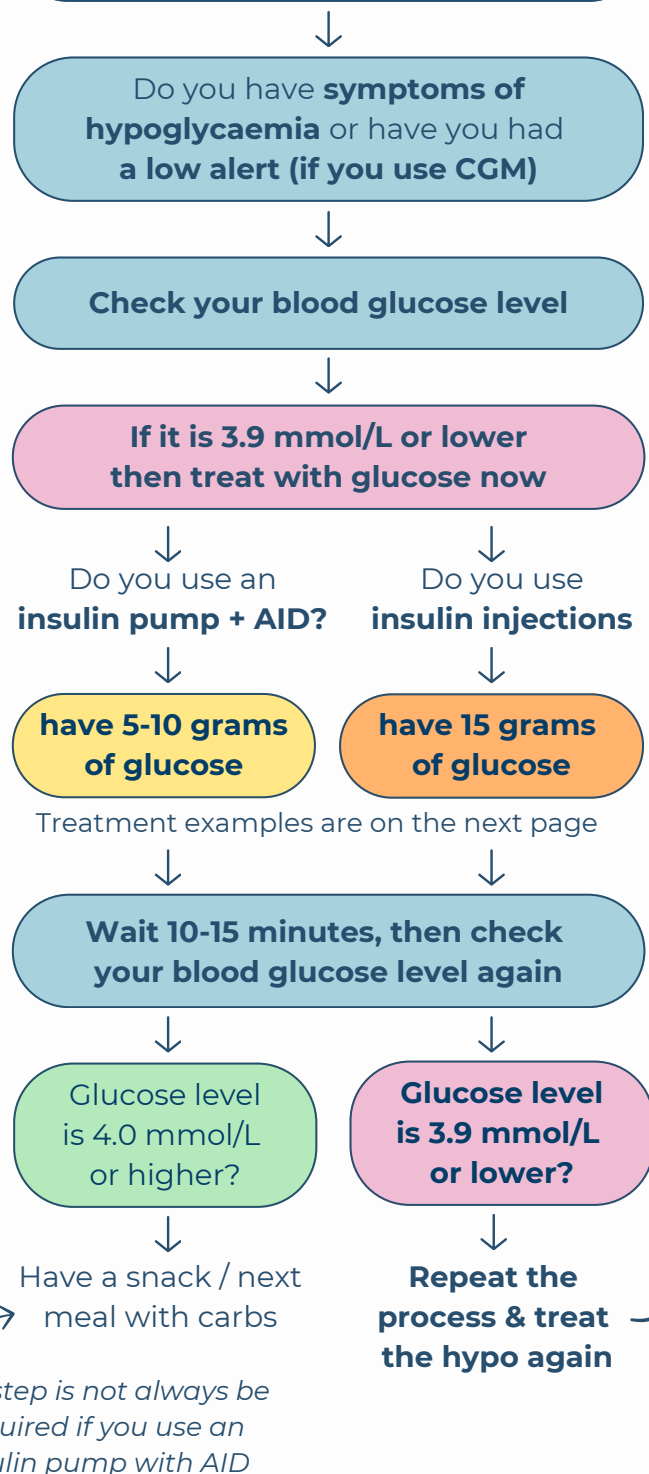 Do you have symptoms of
hypoglycaemia or have you had
a low alert (if you use CGM)
Check your blood glucose level
If it is 3.9 mmol/L or lower
then treat with glucose now
Do you use an
insulin pump + AID?
Do you use
insulin injections
have 5-10 grams
of glucose
have 15 grams
of glucose
Treatment examples are on the next page
Wait 10-15 minutes, then check
your blood glucose level again
Glucose level
is 4.0 mmol/L
or higher?
Glucose level
is 3.9 mmol/L
or lower?
Have a snack / next
meal with carbs
Repeat the
process & treat
the hypo again
step is not always be
uired if you use an
ulin pump with AID